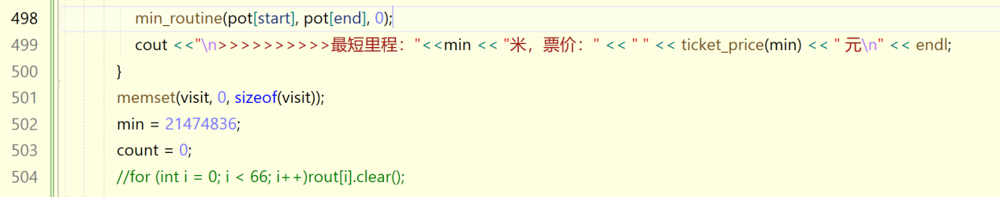 498 min_routine(pot[start], pot[end], 0);
499 cout <<"\n>>>>>>>>>>最短里程："<<min << "米，票价：" << " " << ticket_price(min) << " 元\n" << endl;
500 }
501 memset(visit, 0, sizeof(visit));
502 min = 21474836;
503 count = 0;
504 //for (int i = 0; i < 66; i++)rout[i].clear();